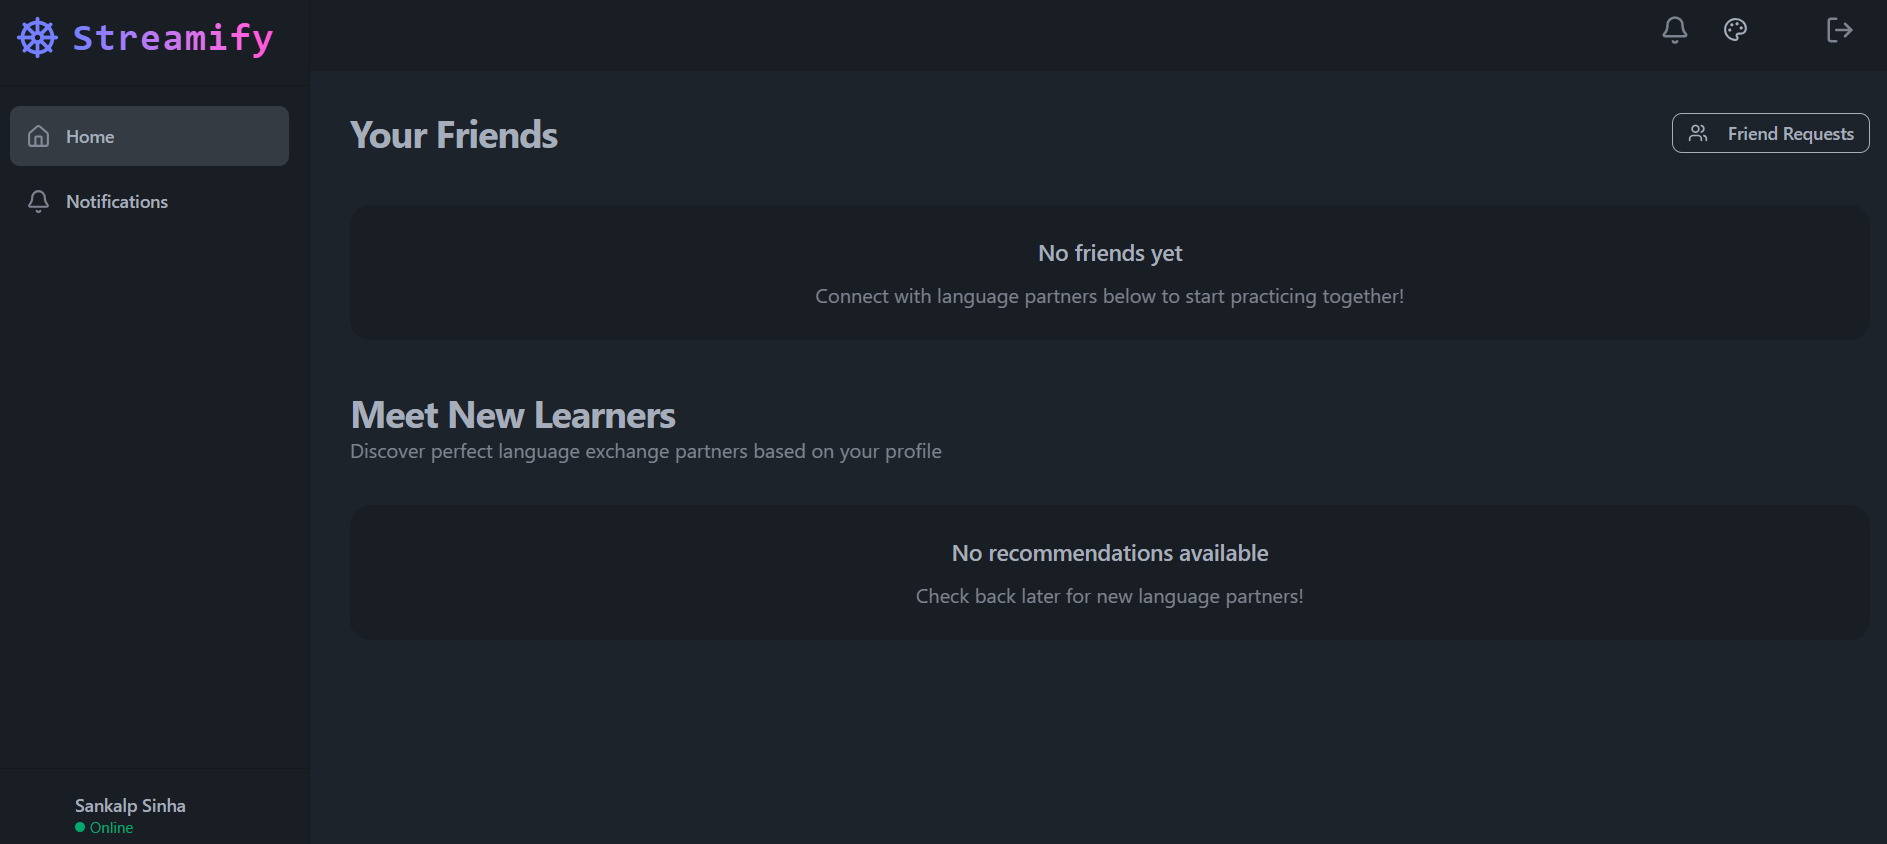 Streamify
Home
Notifications
Your Friends
Friend Requests
No friends yet
Connect with language partners below to start practicing together!
Meet New Learners
Discover perfect language exchange partners based on your profile
No recommendations available
Check back later for new language partners!
Sankalp Sinha
Online